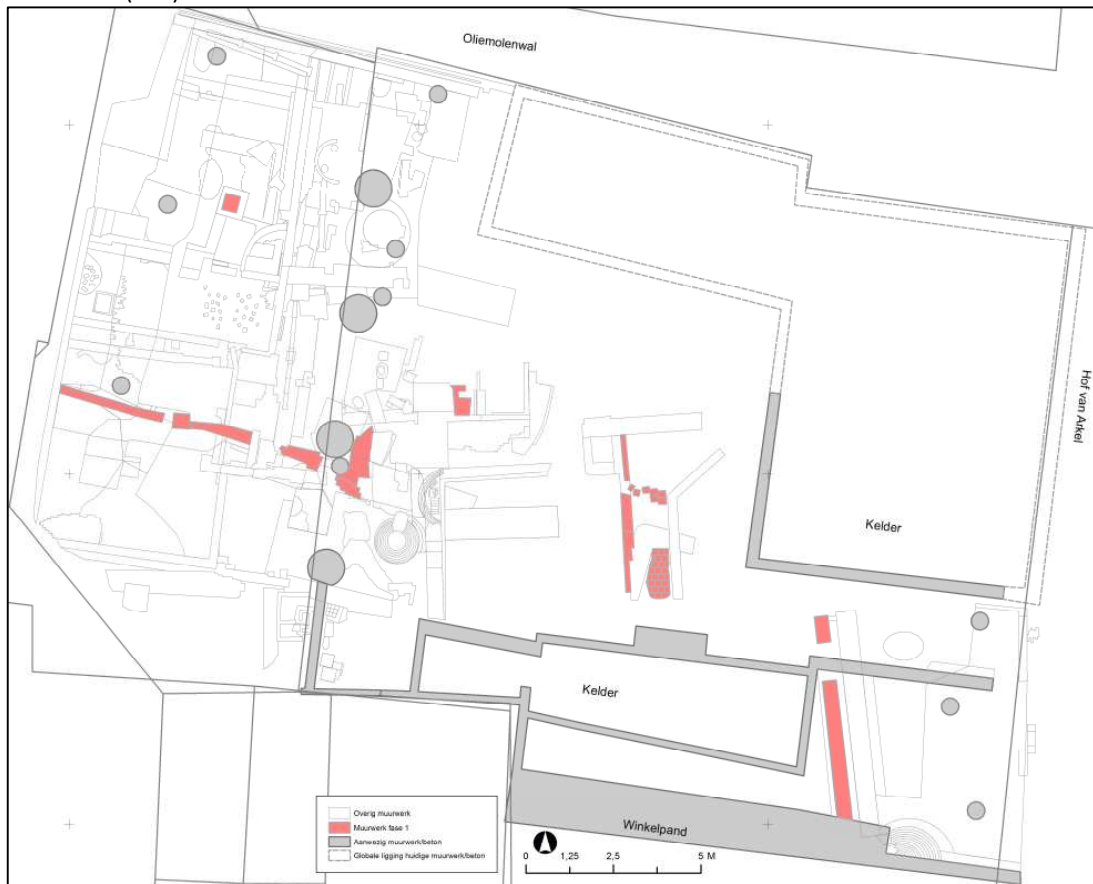 Oliemolenwal
Hof van Arkel
Kelder
Kelder
Winkelpand
Overig muurwerk
Muurwerk fase 1
Aanwezig muurwerk/beton
Globale ligging huidige muurwerk/beton
0 1,25 2,5 5 M